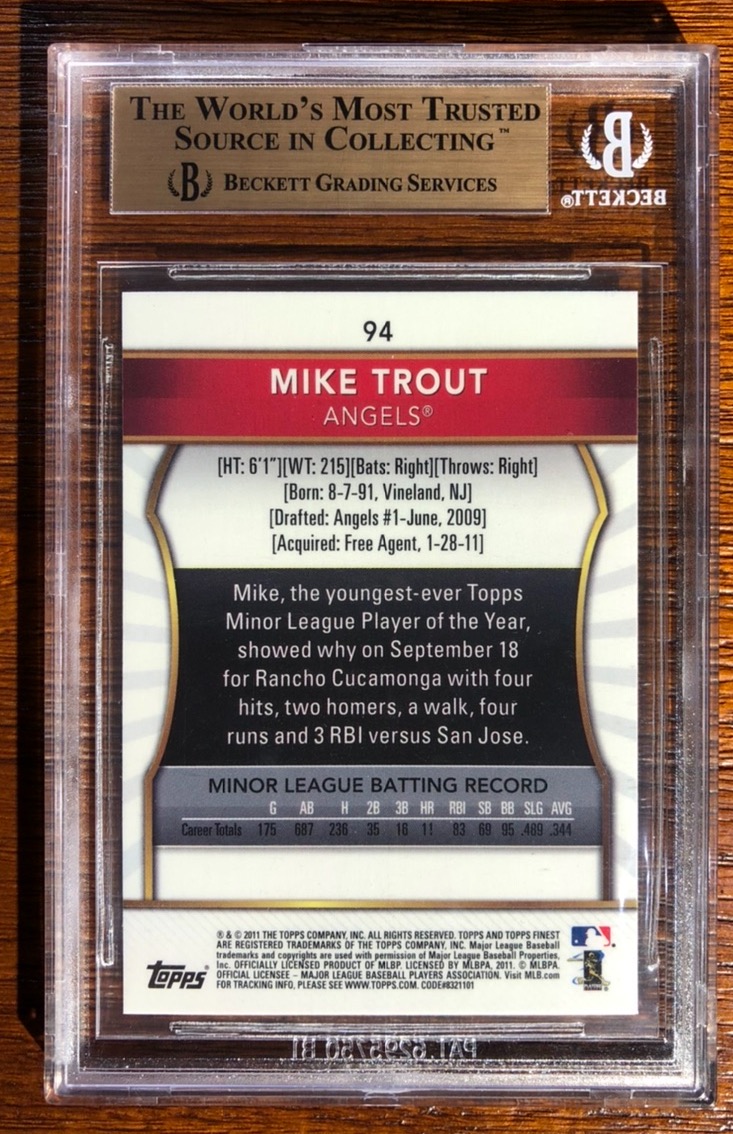 THE WORLD'S MOST TRUSTED
SOURCE IN COLLECTING™
B BECKETT GRADING SERVICES
B
BECKETT®
94
MIKE TROUT
ANGELS®
[HT: 6'1"][WT: 215][Bats: Right][Throws: Right]
[Born: 8-7-91, Vineland, NJ]
[Drafted: Angels #1-June, 2009]
[Acquired: Free Agent, 1-28-11]
Mike, the youngest-ever Topps
Minor League Player of the Year,
showed why on September 18
for Rancho Cucamonga with four
hits, two homers, a walk, four
runs and 3 RBI versus San Jose.
MINOR LEAGUE BATTING RECORD
G AB H 2B 3B HR RBI SB BB SLG AVG
Career Totals 175 687 236 35 16 11 83 69 95 .489 .344
® & © 2011 THE TOPPS COMPANY, INC. ALL RIGHTS RESERVED. TOPPS AND TOPPS FINEST
ARE REGISTERED TRADEMARKS OF THE TOPPS COMPANY, INC. Major League Baseball
trademarks and copyrights are used with permission of Major League Baseball Properties,
Inc. OFFICIALLY LICENSED PRODUCT OF MLBP. LICENSED BY MLBPA, 2011. © MLBPA.
OFFICIAL LICENSEE – MAJOR LEAGUE BASEBALL PLAYERS ASSOCIATION. Visit MLB.com
FOR TRACKING INFO, PLEASE SEE WWW.TOPPS.COM. CODE#8321101
Topps®